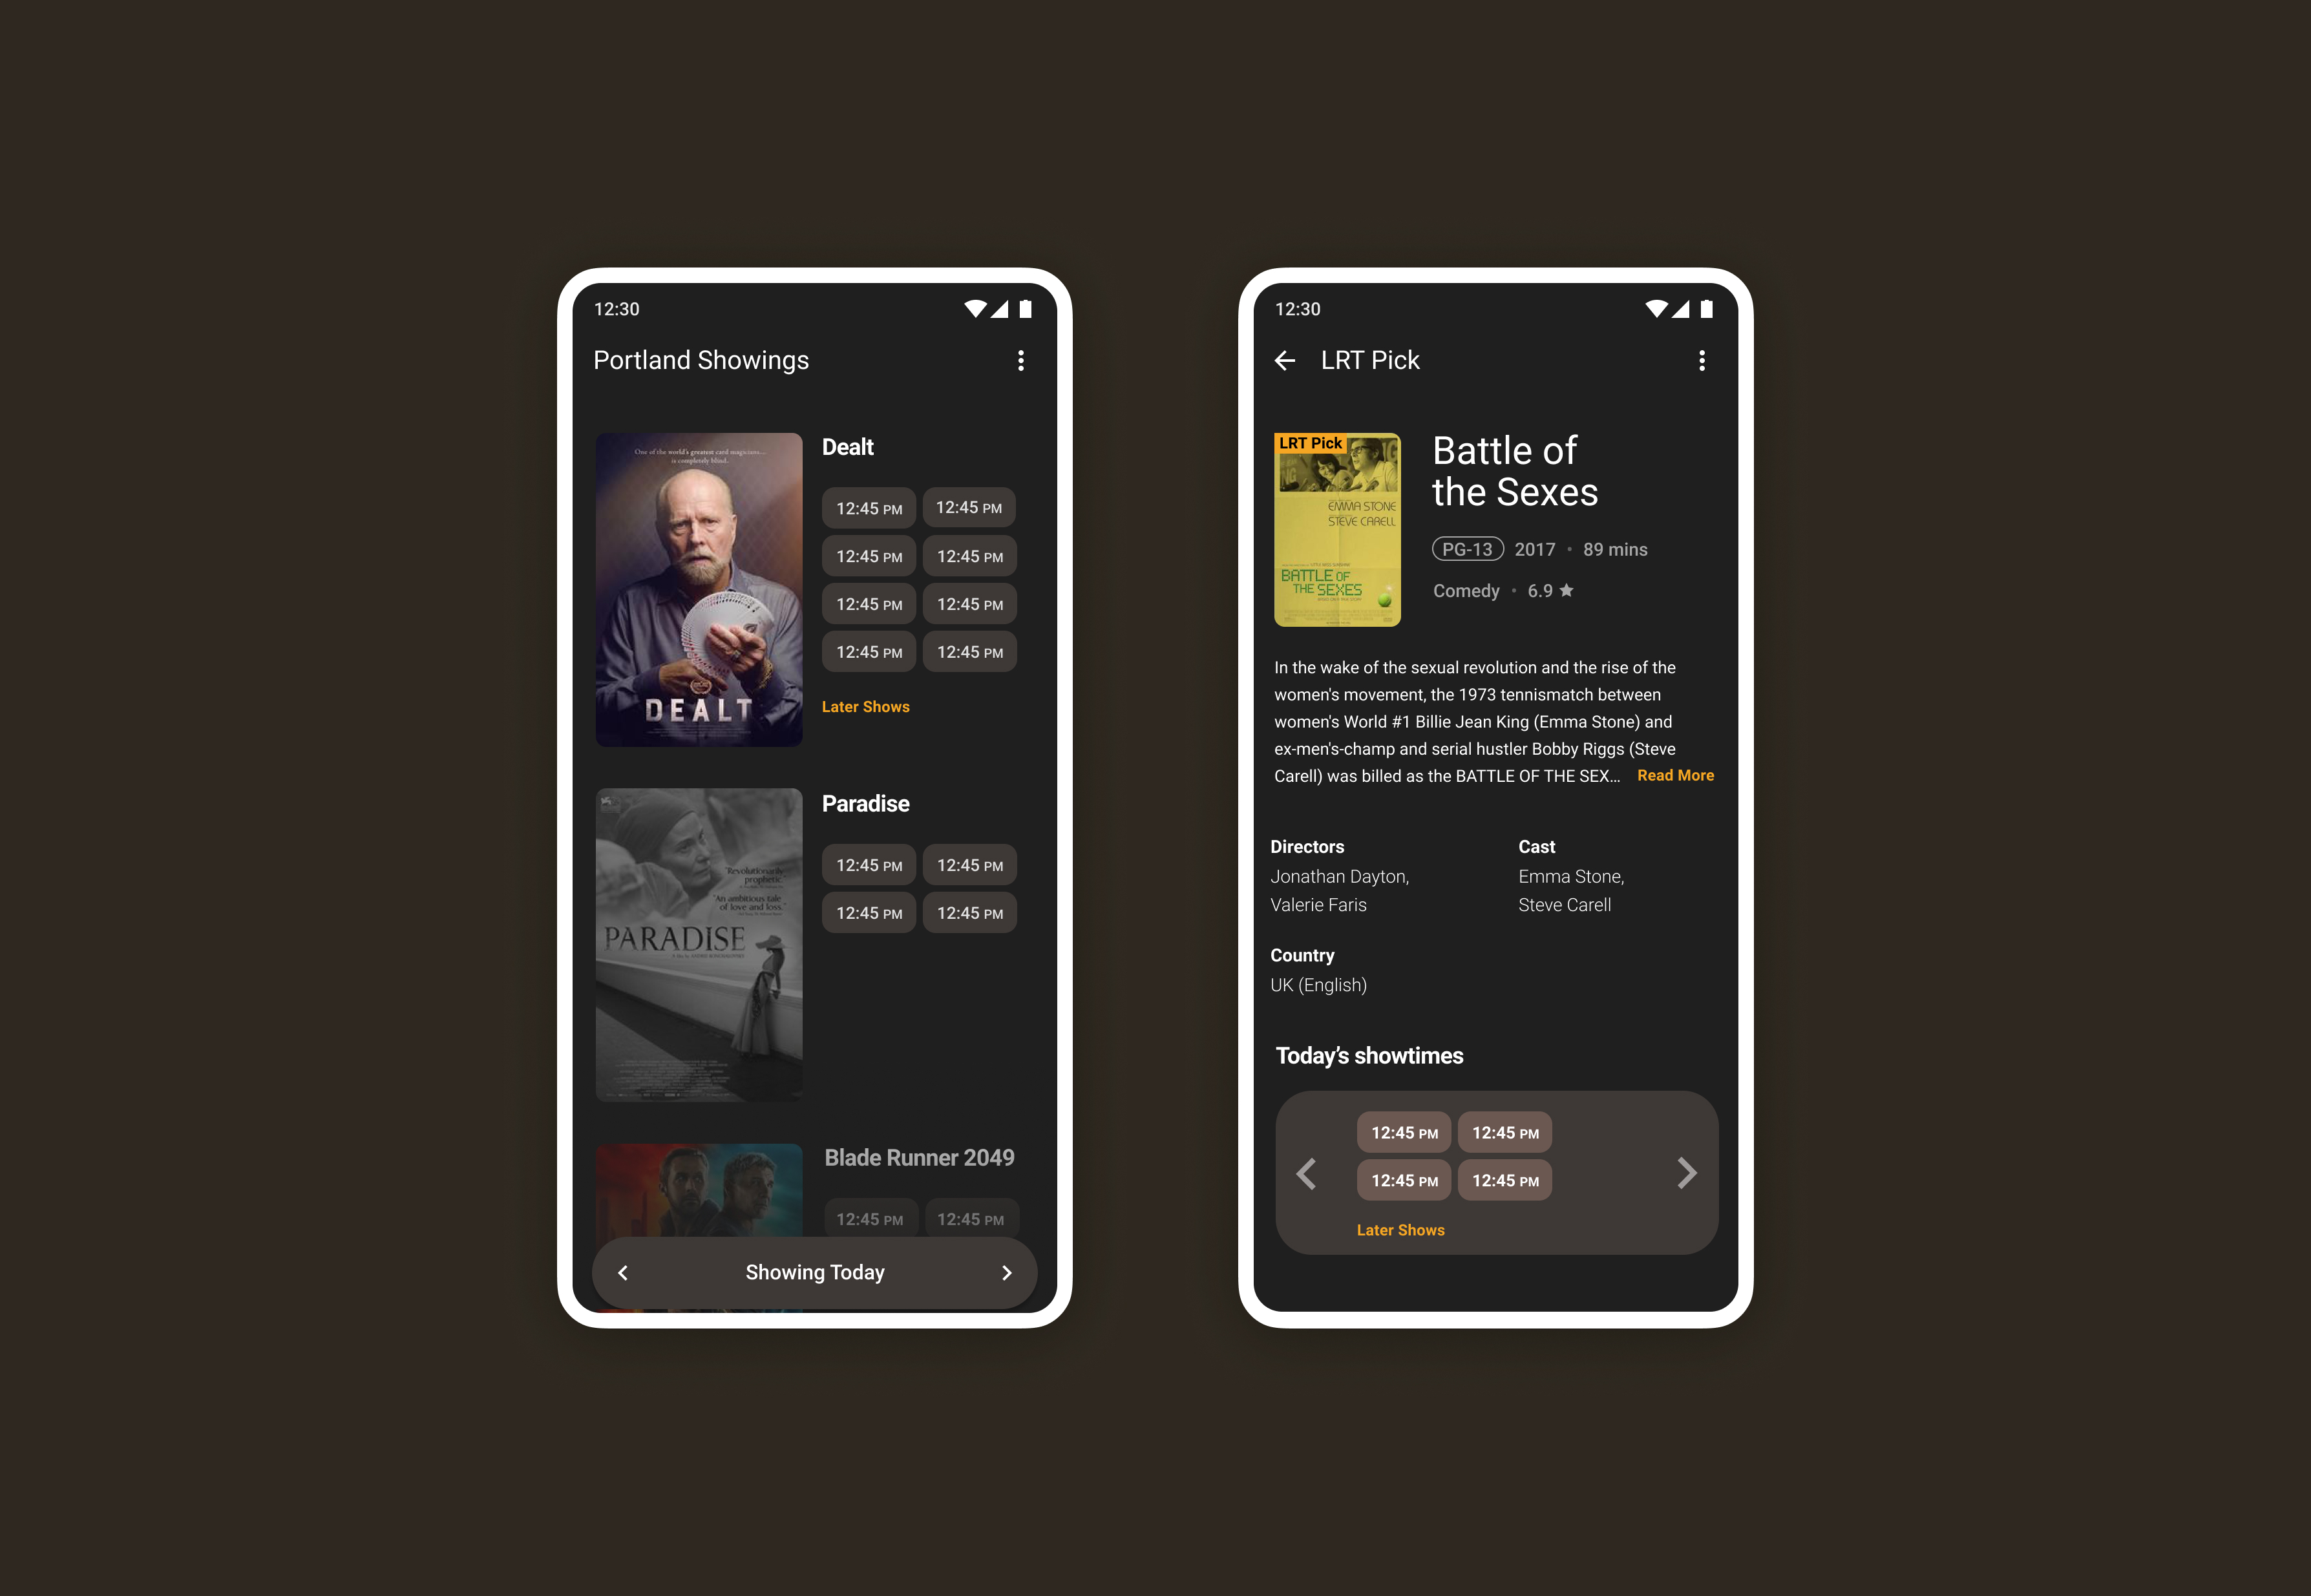 12:30
Portland Showings
One of the world's greatest card magicians...
is completely blind.
DEALT
Dealt
12:45 PM 12:45 PM
12:45 PM 12:45 PM
12:45 PM 12:45 PM
12:45 PM 12:45 PM
Later Shows
"Revolutionarily
prophetic."
"An ambitious tale
of love and loss."
PARADISE
Paradise
12:45 PM 12:45 PM
12:45 PM 12:45 PM
Blade Runner 2049
12:45 PM 12:45 PM
Showing Today
12:30
LRT Pick
LRT Pick
EMMA STONE
STEVE CARELL
BATTLE OF
THE SEXES
Battle of
the Sexes
PG-13 2017 • 89 mins
Comedy • 6.9 ★
In the wake of the sexual revolution and the rise of the
women's movement, the 1973 tennismatch between
women's World #1 Billie Jean King (Emma Stone) and
ex-men's-champ and serial hustler Bobby Riggs (Steve
Carell) was billed as the BATTLE OF THE SEX... Read More
Directors
Jonathan Dayton,
Valerie Faris
Cast
Emma Stone,
Steve Carell
Country
UK (English)
Today's showtimes
12:45 PM 12:45 PM
12:45 PM 12:45 PM
Later Shows